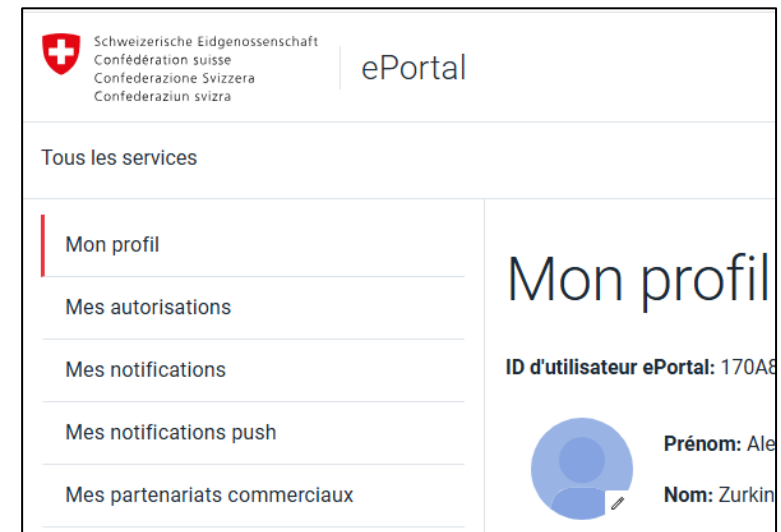 Schweizerische Eidgenossenschaft
Confédération suisse
Confederazione Svizzera
Confederaziun svizra
ePortal
Tous les services
Mon profil
Mes autorisations
Mes notifications
Mes notifications push
Mes partenariats commerciaux
Mon profil
ID d'utilisateur ePortal: 170A8
Prénom: Ale
Nom: Zurkin